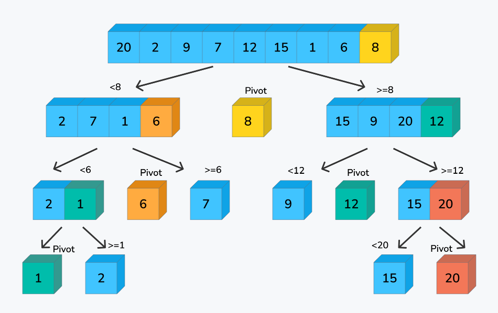 20 2 9 7 12 15 1 6 8
<8 Pivot >=8
2 7 1 6 8 15 9 20 12
<6 Pivot >=6 <12 Pivot >=12
2 1 6 7 9 12 15 20
Pivot >=1 <20 Pivot
1 2 15 20